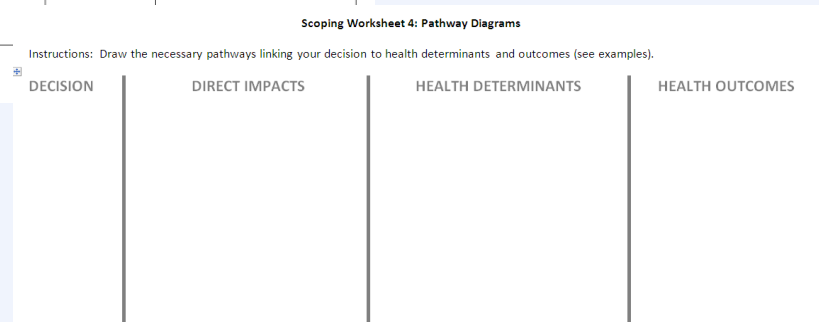 Scoping Worksheet 4: Pathway Diagrams
Instructions: Draw the necessary pathways linking your decision to health determinants and outcomes (see examples).
DECISION DIRECT IMPACTS HEALTH DETERMINANTS HEALTH OUTCOMES